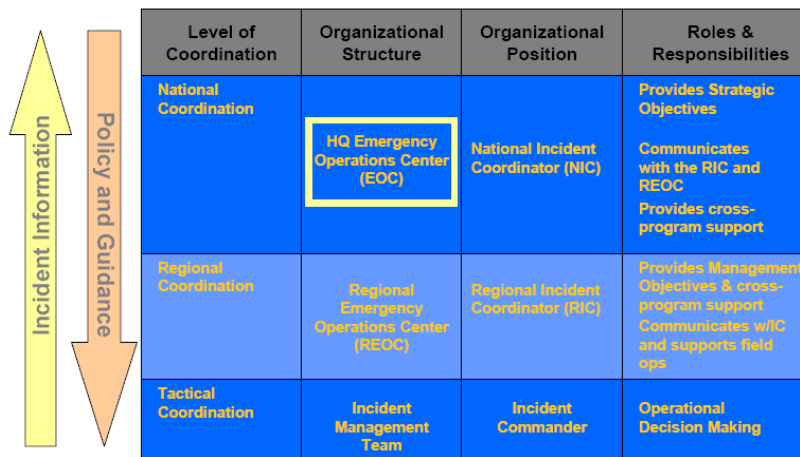 Incident Information
Policy and Guidance
Level of
Coordination
Organizational
Structure
Organizational
Position
Roles &
Responsibilities
National
Coordination
HQ Emergency
Operations Center
(EOC)
National Incident
Coordinator (NIC)
Provides Strategic
Objectives
Communicates
with the RIC and
REOC
Provides cross-
program support
Regional
Coordination
Regional
Emergency
Operations Center
(REOC)
Regional Incident
Coordinator (RIC)
Provides Management
Objectives & cross-
program support
Communicates w/IC
and supports field
ops
Tactical
Coordination
Incident
Management
Team
Incident
Commander
Operational
Decision Making